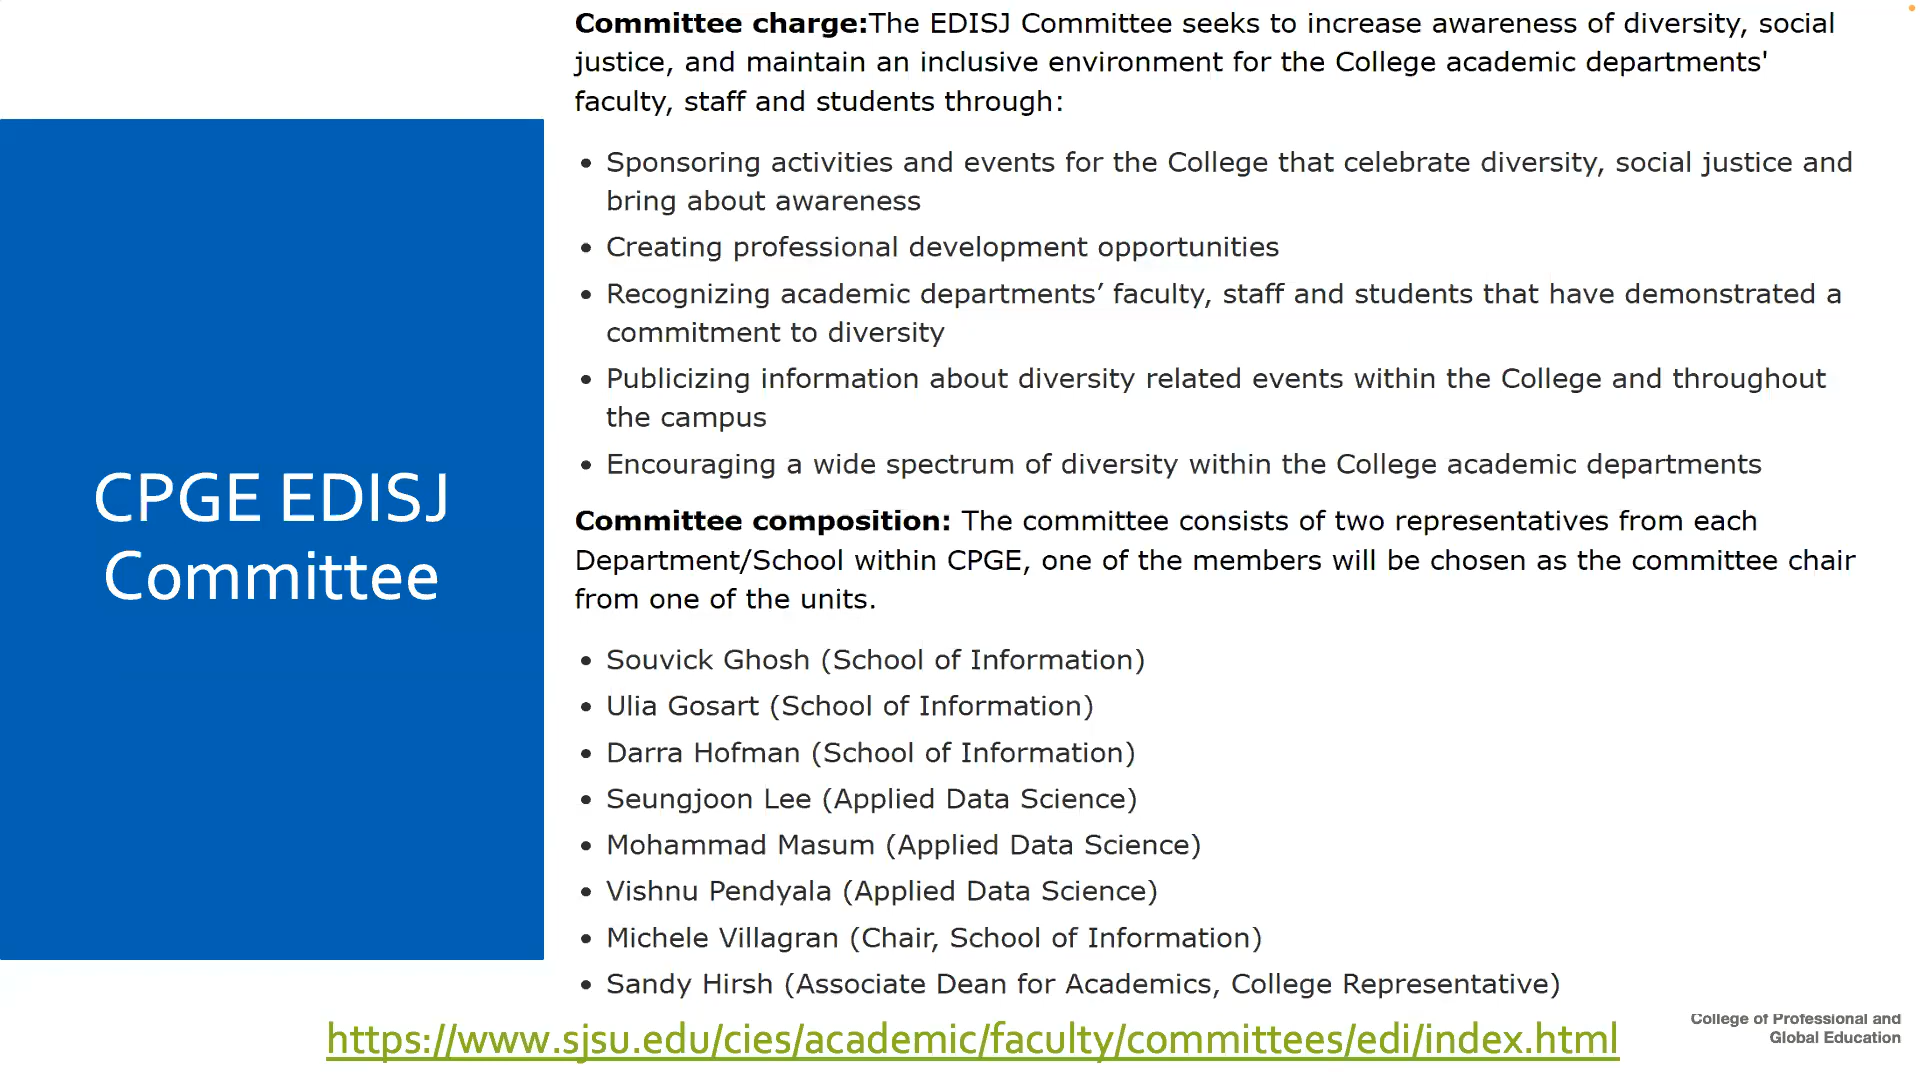 CPGE EDISJ
Committee
Committee charge:The EDISJ Committee seeks to increase awareness of diversity, social
justice, and maintain an inclusive environment for the College academic departments'
faculty, staff and students through:
• Sponsoring activities and events for the College that celebrate diversity, social justice and
bring about awareness
• Creating professional development opportunities
• Recognizing academic departments’ faculty, staff and students that have demonstrated a
commitment to diversity
• Publicizing information about diversity related events within the College and throughout
the campus
• Encouraging a wide spectrum of diversity within the College academic departments
Committee composition: The committee consists of two representatives from each
Department/School within CPGE, one of the members will be chosen as the committee chair
from one of the units.
• Souvick Ghosh (School of Information)
• Ulia Gosart (School of Information)
• Darra Hofman (School of Information)
• Seungjoon Lee (Applied Data Science)
• Mohammad Masum (Applied Data Science)
• Vishnu Pendyala (Applied Data Science)
• Michele Villagran (Chair, School of Information)
• Sandy Hirsh (Associate Dean for Academics, College Representative)
https://www.sjsu.edu/cies/academic/faculty/committees/edi/index.html
College of Professional and
Global Education